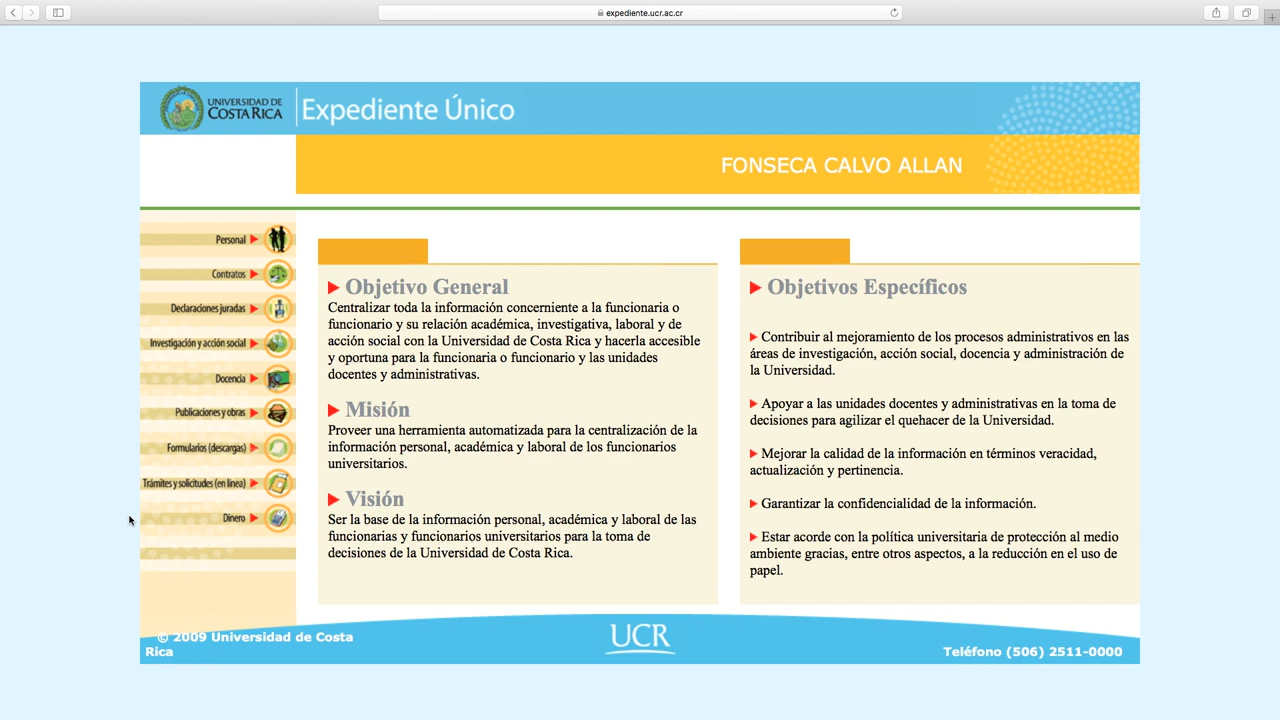 expediente.ucr.ac.cr
UNIVERSIDAD DE
COSTA RICA
Expediente Único
FONSECA CALVO ALLAN
Personal
Contratos
Declaraciones juradas
Investigación y acción social
Docencia
Publicaciones y obras
Formularios (descargas)
Trámites y solicitudes (en línea)
Dinero
Objetivo General
Centralizar toda la información concerniente a la funcionaria o
funcionario y su relación académica, investigativa, laboral y de
acción social con la Universidad de Costa Rica y hacerla accesible
y oportuna para la funcionaria o funcionario y las unidades
docentes y administrativas.
Misión
Proveer una herramienta automatizada para la centralización de la
información personal, académica y laboral de los funcionarios
universitarios.
Visión
Ser la base de la información personal, académica y laboral de las
funcionarias y funcionarios universitarios para la toma de
decisiones de la Universidad de Costa Rica.
Objetivos Específicos
Contribuir al mejoramiento de los procesos administrativos en las
áreas de investigación, acción social, docencia y administración de
la Universidad.
Apoyar a las unidades docentes y administrativas en la toma de
decisiones para agilizar el quehacer de la Universidad.
Mejorar la calidad de la información en términos veracidad,
actualización y pertinencia.
Garantizar la confidencialidad de la información.
Estar acorde con la política universitaria de protección al medio
ambiente gracias, entre otros aspectos, a la reducción en el uso de
papel.
© 2009 Universidad de Costa
Rica
UCR
Teléfono (506) 2511-0000